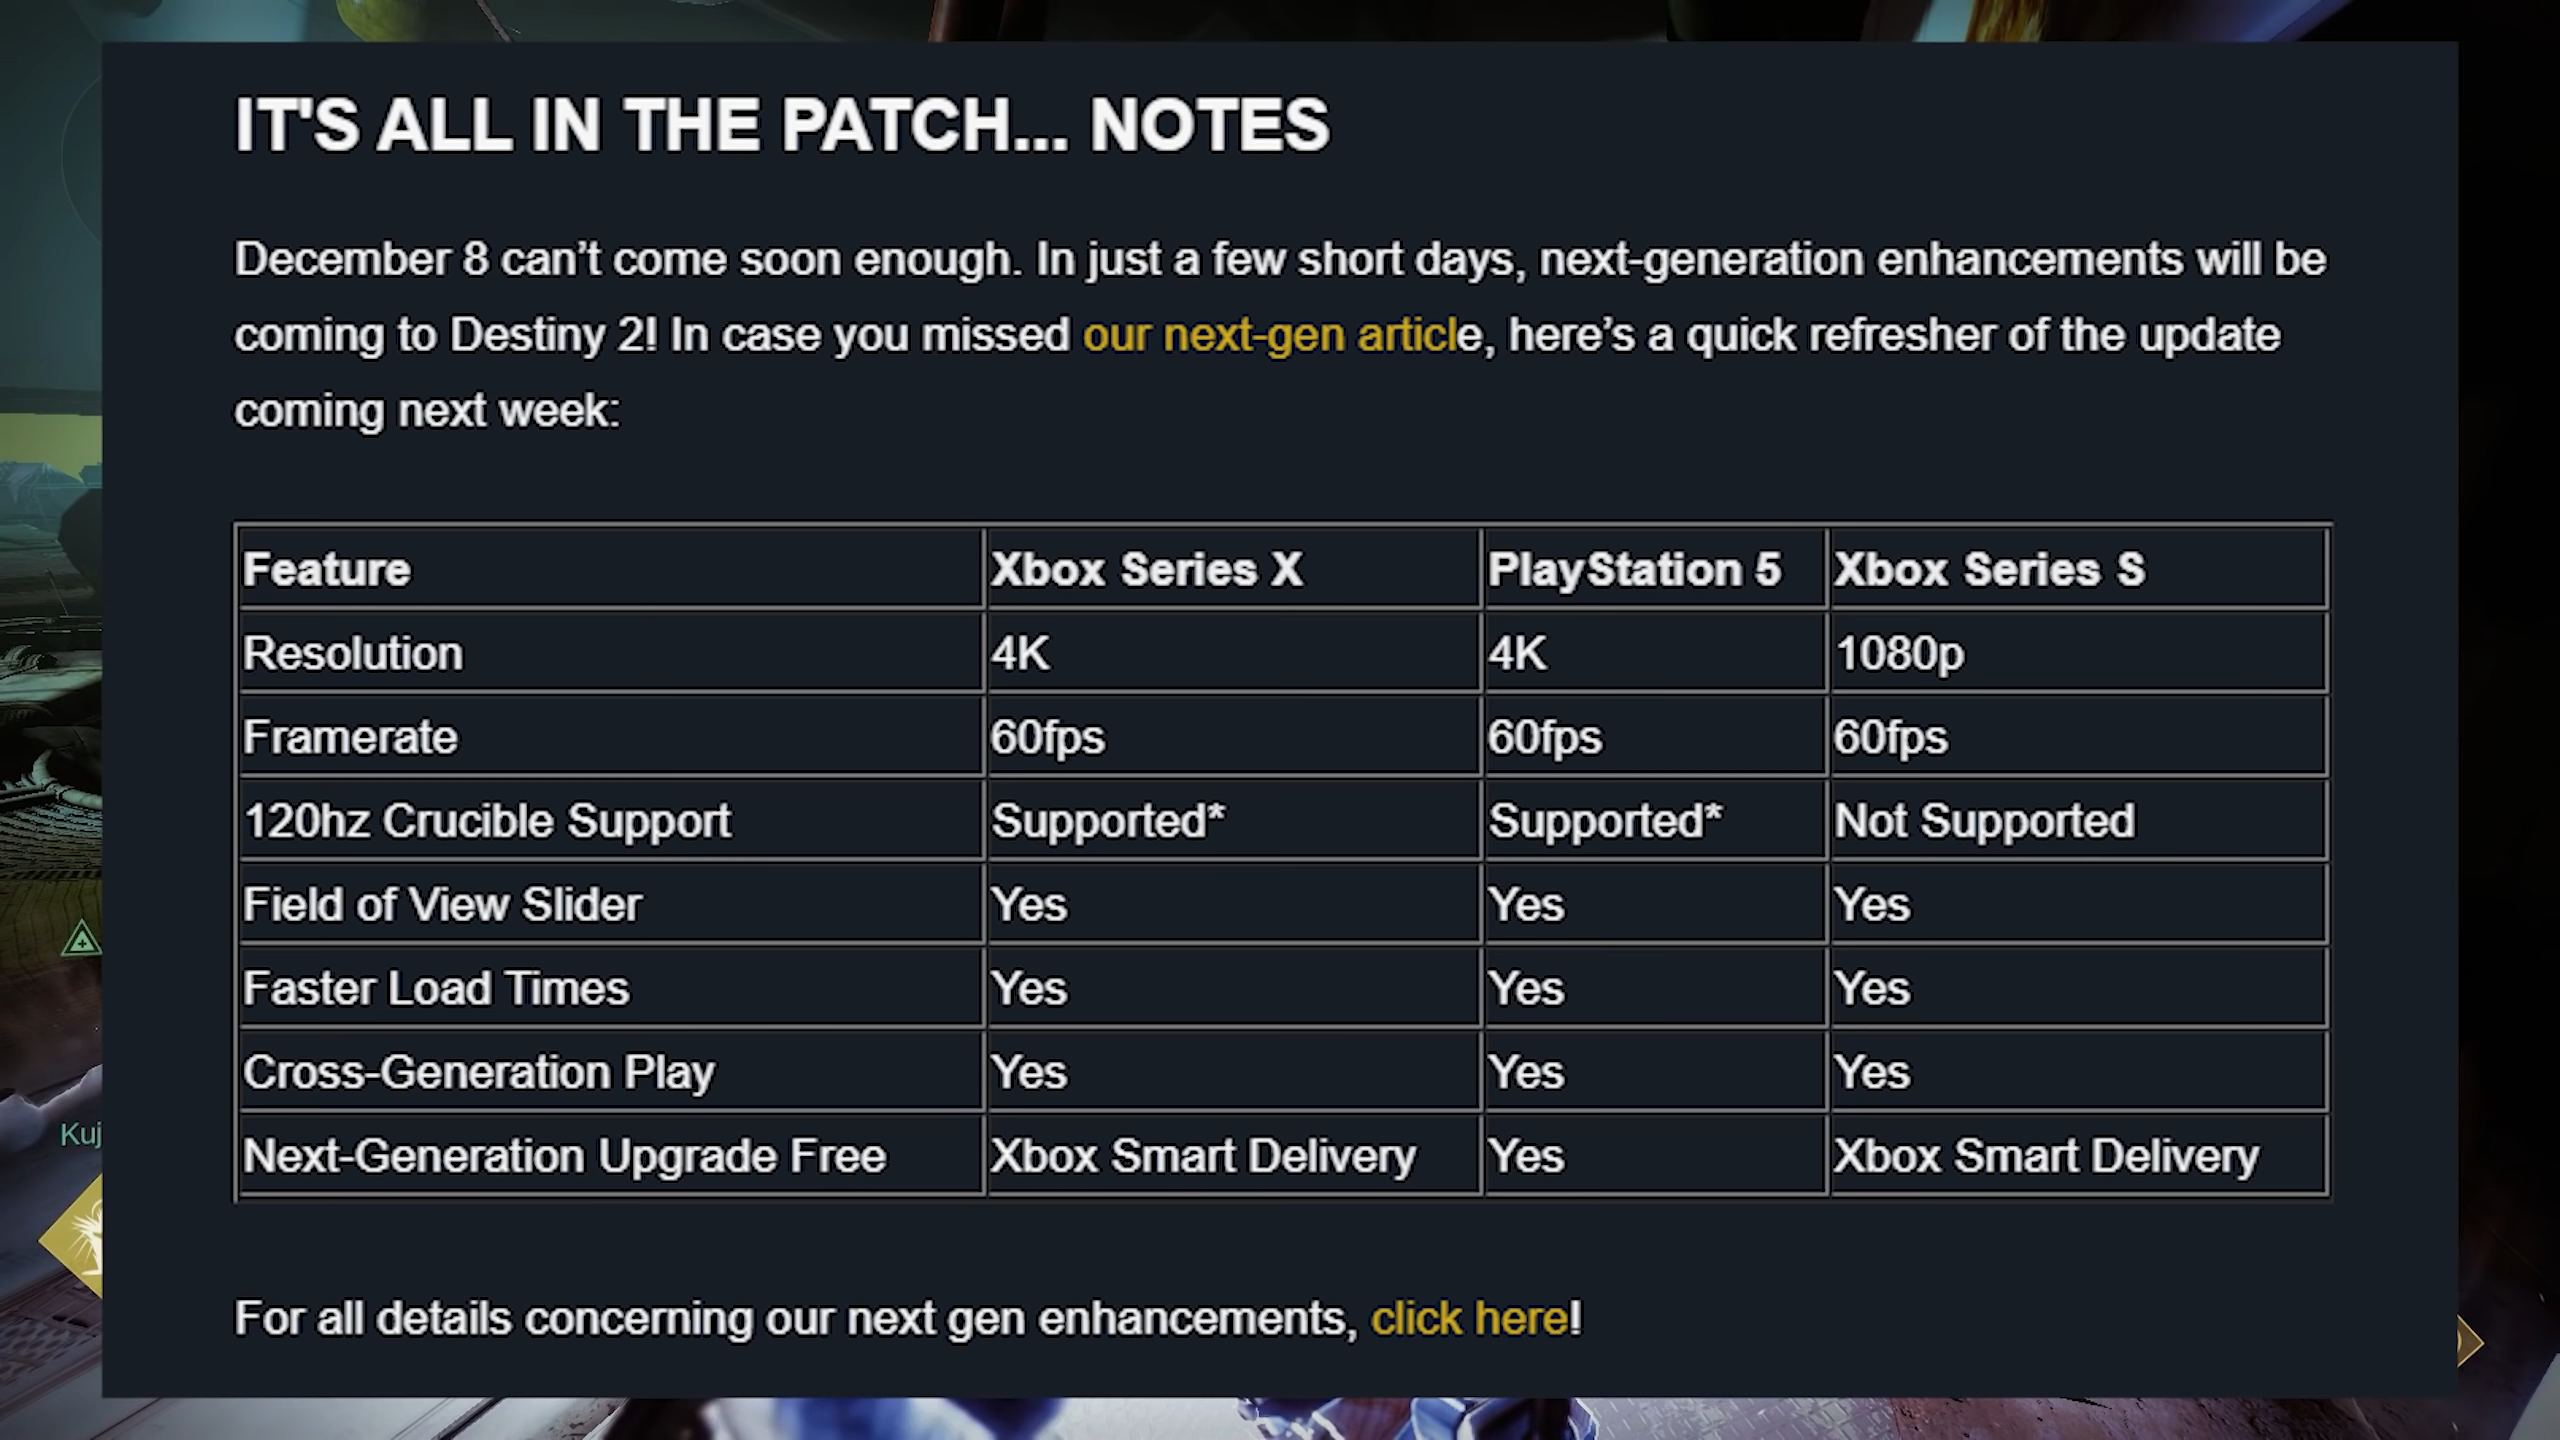 IT'S ALL IN THE PATCH... NOTES
December 8 can’t come soon enough. In just a few short days, next-generation enhancements will be
coming to Destiny 2! In case you missed our next-gen article, here’s a quick refresher of the update
coming next week:
Feature Xbox Series X PlayStation 5 Xbox Series S
Resolution 4K 4K 1080p
Framerate 60fps 60fps 60fps
120hz Crucible Support Supported* Supported* Not Supported
Field of View Slider Yes Yes Yes
Faster Load Times Yes Yes Yes
Cross-Generation Play Yes Yes Yes
Next-Generation Upgrade Free Xbox Smart Delivery Yes Xbox Smart Delivery
For all details concerning our next gen enhancements, click here!
Kuj